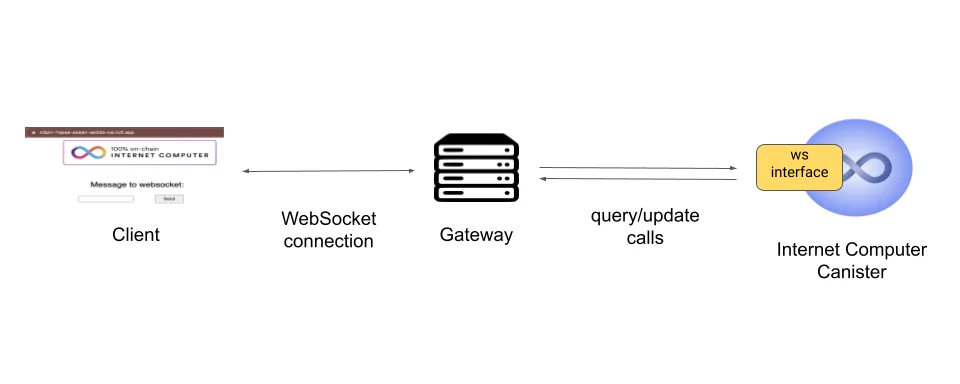 100% on-chain
INTERNET COMPUTER
Message to websocket:
Send
Client
WebSocket
connection
Gateway
query/update
calls
ws
interface
Internet Computer
Canister